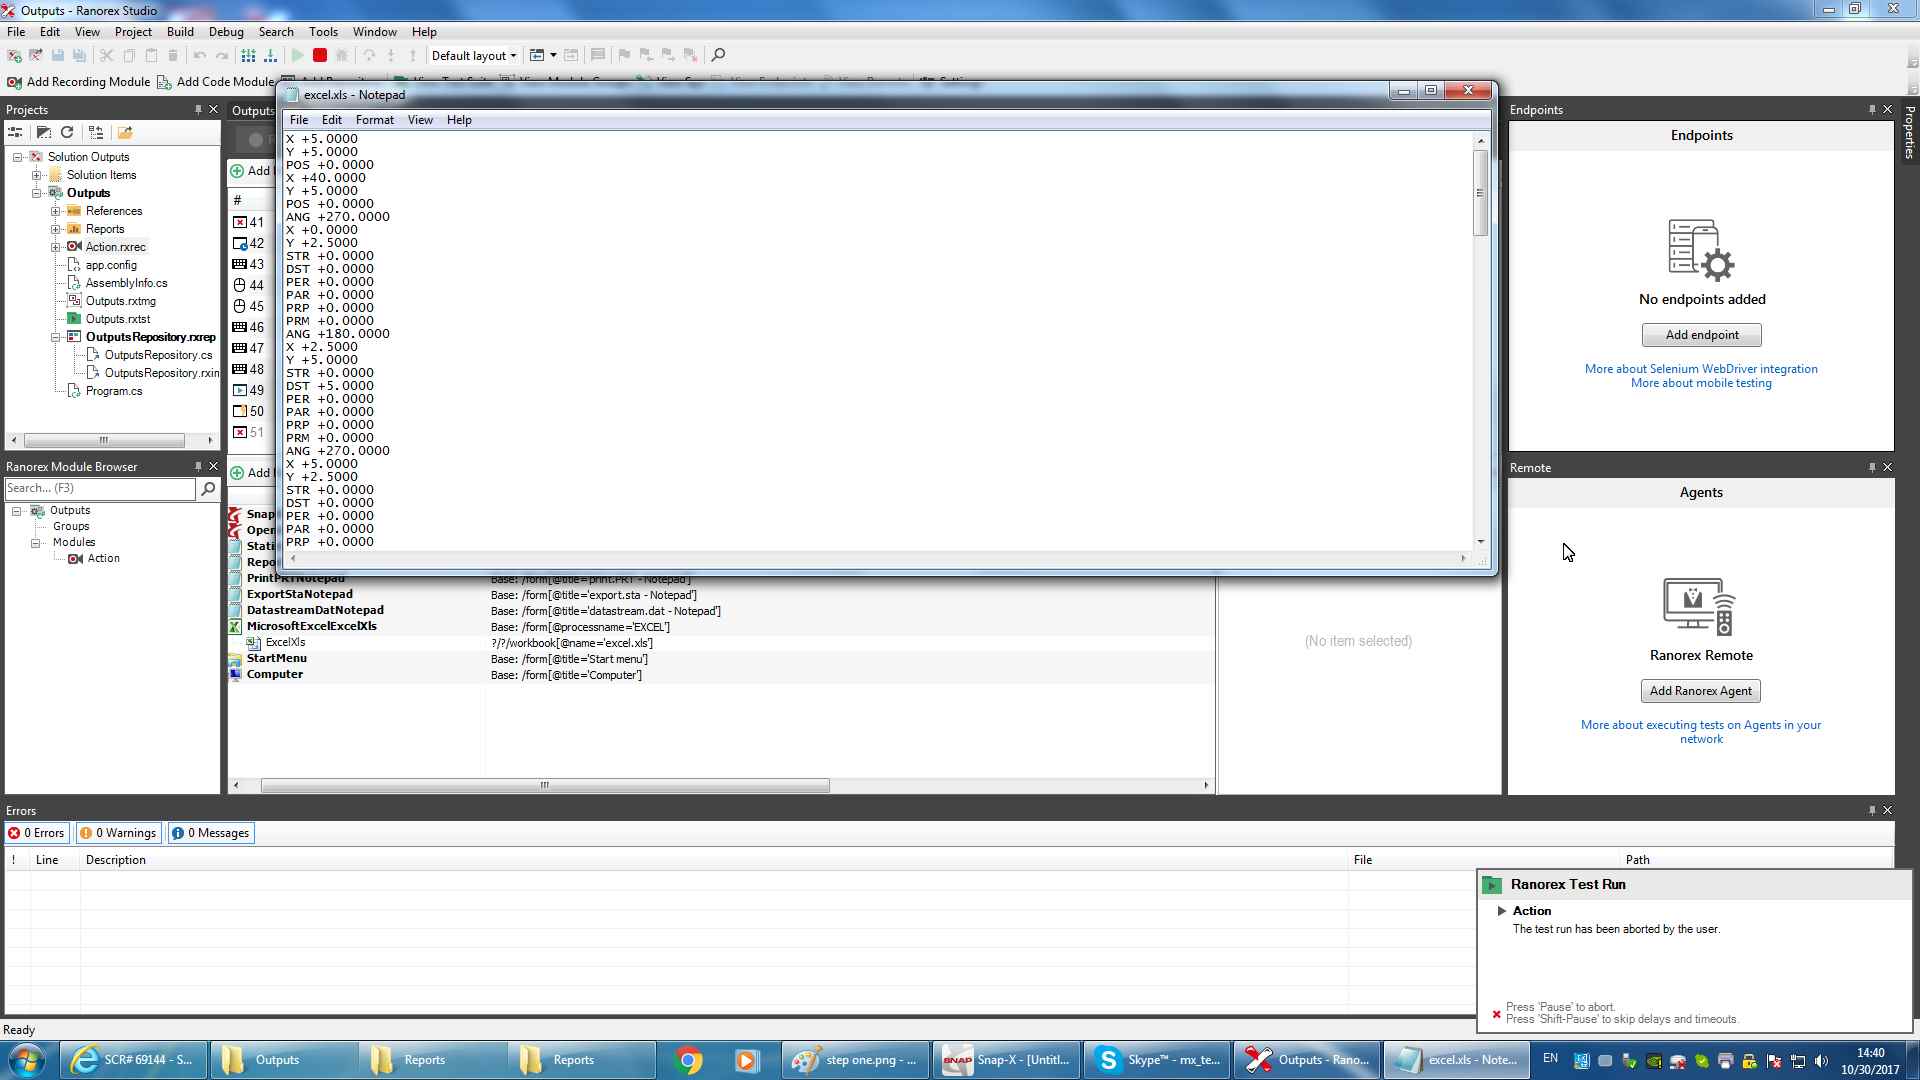 Outputs - Ranorex Studio
File Edit View Project Build Debug Search Tools Window Help
Default layout
Add Recording Module Add Code Module
Projects
Solution Outputs
Solution Items
Outputs
References
Reports
Action.rxrec
app.config
AssemblyInfo.cs
Outputs.rxtmg
Outputs.rxtst
OutputsRepository.rxrep
OutputsRepository.cs
OutputsRepository.rxim
Program.cs
Ranorex Module Browser
Search... (F3)
Outputs
Groups
Modules
Action
Outputs
Add
#
41
42
43
44
45
46
47
48
49
50
51
Add
excel.xls - Notepad
File Edit Format View Help
X +5.0000
Y +5.0000
POS +0.0000
X +40.0000
Y +5.0000
POS +0.0000
ANG +270.0000
X +0.0000
Y +2.5000
STR +0.0000
DST +0.0000
PER +0.0000
PAR +0.0000
PRP +0.0000
PRM +0.0000
ANG +180.0000
X +2.5000
Y +5.0000
STR +0.0000
DST +5.0000
PER +0.0000
PAR +0.0000
PRP +0.0000
PRM +0.0000
ANG +270.0000
X +5.0000
Y +2.5000
STR +0.0000
DST +0.0000
PER +0.0000
PAR +0.0000
PRP +0.0000
Snap
Open
Stati
Repo
PrintPRTNotepad Base: /form[@title='print.PRT - Notepad']
ExportStaNotepad Base: /form[@title='export.sta - Notepad']
DatastreamDatNotepad Base: /form[@title='datastream.dat - Notepad']
MicrosoftExcelExcelXls Base: /form[@processname='EXCEL']
ExcelXls ?/?/workbook[@name='excel.xls']
StartMenu Base: /form[@title='Start menu']
Computer Base: /form[@title='Computer']
(No item selected)
Endpoints
Endpoints
No endpoints added
Add endpoint
More about Selenium WebDriver integration
More about mobile testing
Properties
Remote
Agents
Ranorex Remote
Add Ranorex Agent
More about executing tests on Agents in your
network
Errors
0 Errors 0 Warnings 0 Messages
! Line Description File Path
Ranorex Test Run
Action
The test run has been aborted by the user.
Press 'Pause' to abort.
Press 'Shift-Pause' to skip delays and timeouts.
Ready
SCR# 69144 - S... Outputs Reports Reports step one.png - ... SNAP Snap-X - [Untitl... Skype™ - mx_te... Outputs - Rano... excel.xls - Note... EN 14:40
10/30/2017